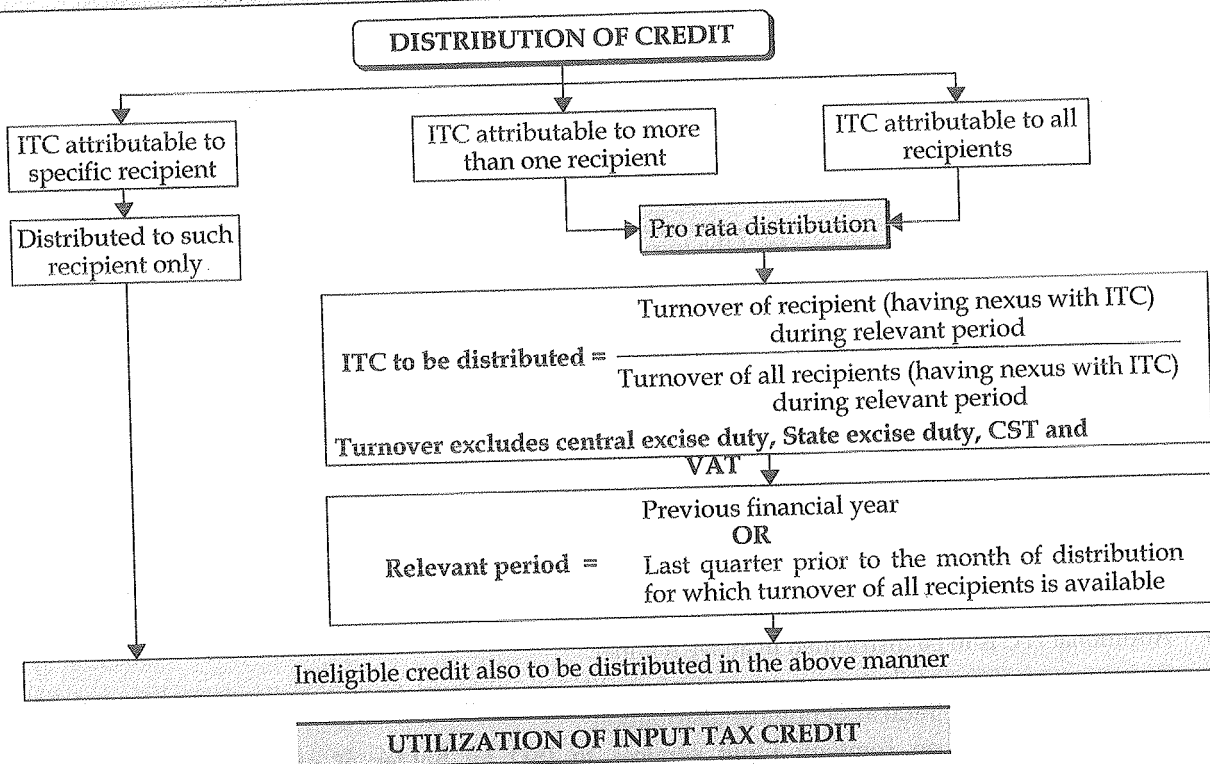 DISTRIBUTION OF CREDIT
ITC attributable to
specific recipient
ITC attributable to more
than one recipient
ITC attributable to all
recipients
Distributed to such
recipient only
Pro rata distribution
Turnover of recipient (having nexus with ITC)
during relevant period
ITC to be distributed =
Turnover of all recipients (having nexus with ITC)
during relevant period
Turnover excludes central excise duty, State excise duty, CST and
VAT
Previous financial year
OR
Relevant period =
Last quarter prior to the month of distribution
for which turnover of all recipients is available
Ineligible credit also to be distributed in the above manner
UTILIZATION OF INPUT TAX CREDIT